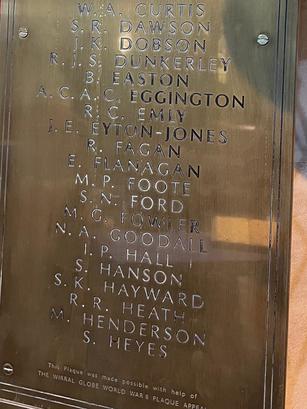 W. A. CURTIS
S. R. DAWSON
J. K. DOBSON
R. J. S. DUNKERLEY
B. EASTON
A. C. A. C. EGGINGTON
R. C. EMLY
J. E. EYTON-JONES
R. FAGAN
E. FLANAGAN
M. P. FOOTE
S. N. FORD
M. G. FOWLER
N. A. GOODALL
I. P. HALL
S. HANSON
S. K. HAYWARD
R. R. HEATH
M. HENDERSON
S. HEYES
This Plaque was made possible with help of
THE WIRRAL GLOBE WORLD WAR II PLAQUE APPEAL